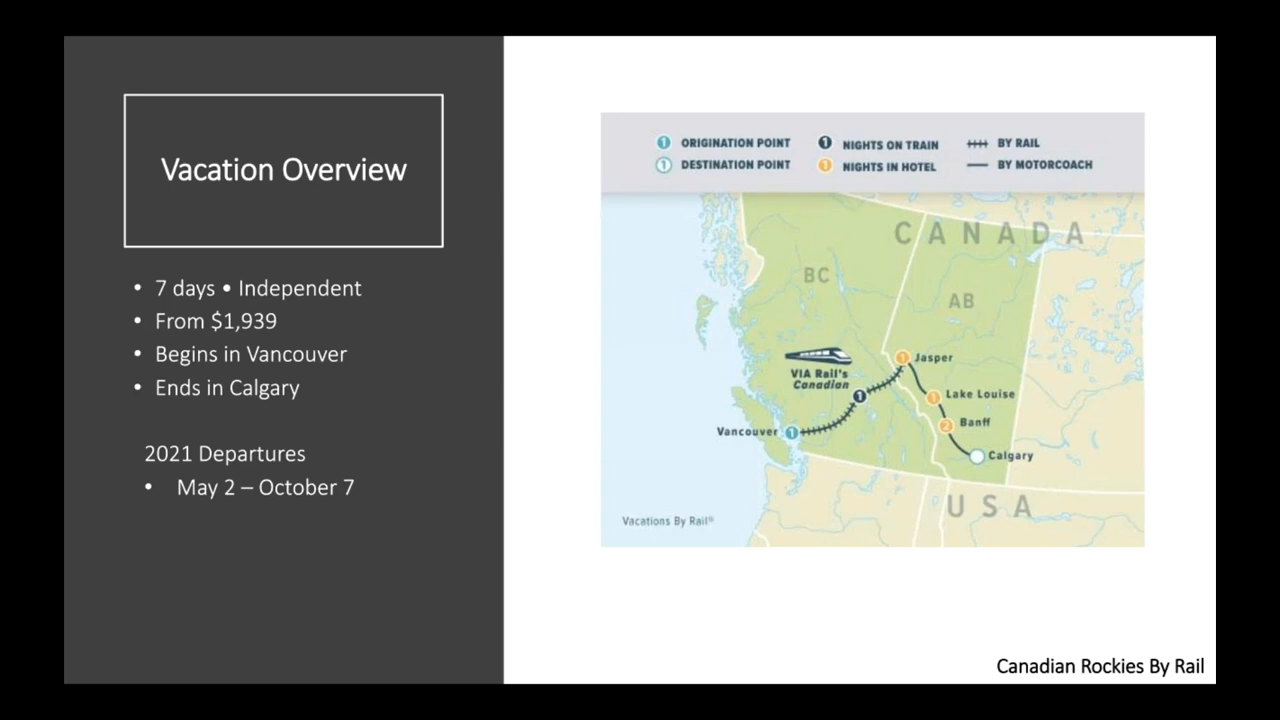 Vacation Overview
• 7 days • Independent
• From $1,939
• Begins in Vancouver
• Ends in Calgary
2021 Departures
• May 2 – October 7
1 ORIGINATION POINT
1 DESTINATION POINT
1 NIGHTS ON TRAIN
1 NIGHTS IN HOTEL
BY RAIL
BY MOTORCOACH
CANADA
BC
AB
1 Jasper
VIA Rail's
Canadian
1
1 Lake Louise
2 Banff
Vancouver 1
Calgary
USA
Vacations By Rail®
Canadian Rockies By Rail